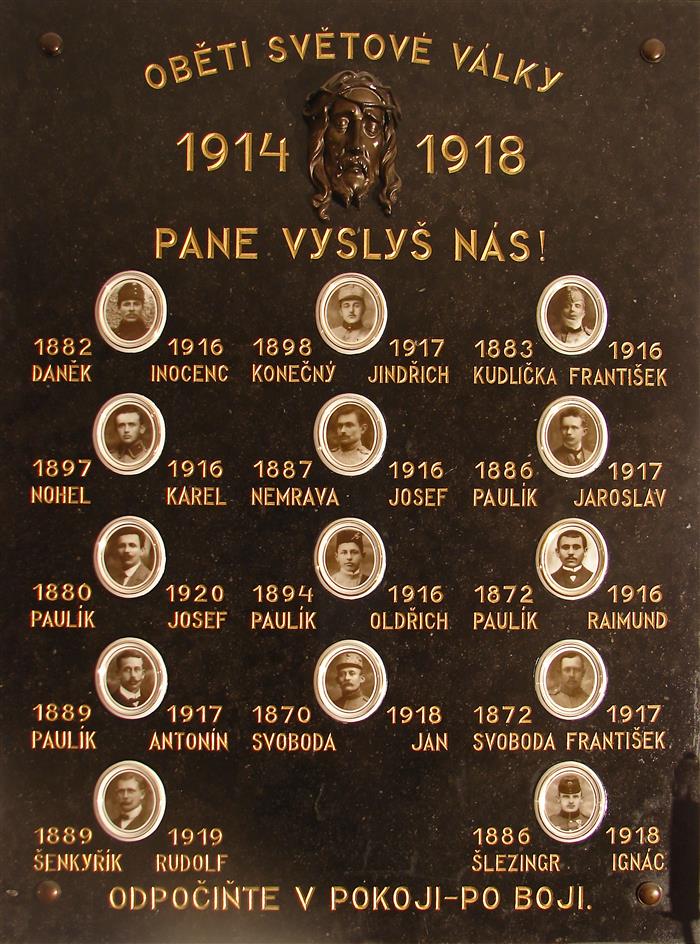 OBĚTI SVĚTOVÉ VÁLKY
1914 1918
PANE VYSLYŠ NÁS!
1882 1916 1898 1917 1883 1916
DANĚK INOCENC KONEČNÝ JINDŘICH KUDLIČKA FRANTIŠEK
1897 1916 1887 1916 1886 1917
NOHEL KAREL NEMRAVA JOSEF PAULÍK JAROSLAV
1880 1920 1894 1916 1872 1916
PAULÍK JOSEF PAULÍK OLDŘICH PAULÍK RAIMUND
1889 1917 1870 1918 1872 1917
PAULÍK ANTONÍN SVOBODA JAN SVOBODA FRANTIŠEK
1889 1919 1886 1918
ŠENKYŘÍK RUDOLF ŠLEZINGR IGNÁC
ODPOČIŇTE V POKOJI-PO BOJI.